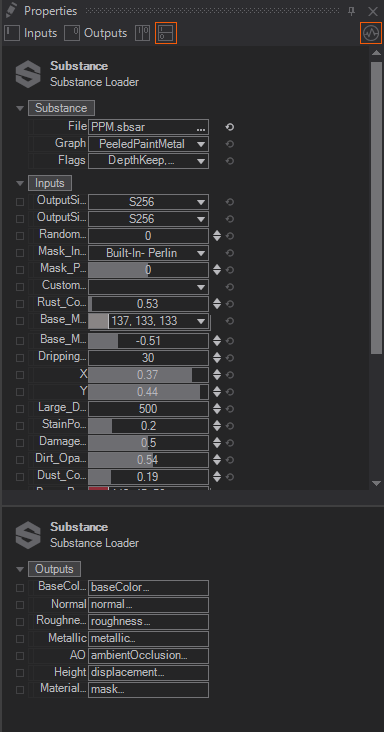 Properties
Inputs Outputs
Substance
Substance Loader
Substance
File PPM.sbsar ...
Graph PeeledPaintMetal
Flags DepthKeep,...
Inputs
OutputSi... S256
OutputSi... S256
Random... 0
Mask_In... Built-In- Perlin
Mask_P... 0
Custom...
Rust_Co... 0.53
Base_M... 137, 133, 133
Base_M... -0.51
Dripping... 30
X 0.37
Y 0.44
Large_D... 500
StainPo... 0.2
Damage... 0.5
Dirt_Opa... 0.54
Dust_Co... 0.19
Substance
Substance Loader
Outputs
BaseCol... baseColor...
Normal normal...
Roughne... roughness...
Metallic metallic...
AO ambientOcclusion...
Height displacement...
Material... mask...